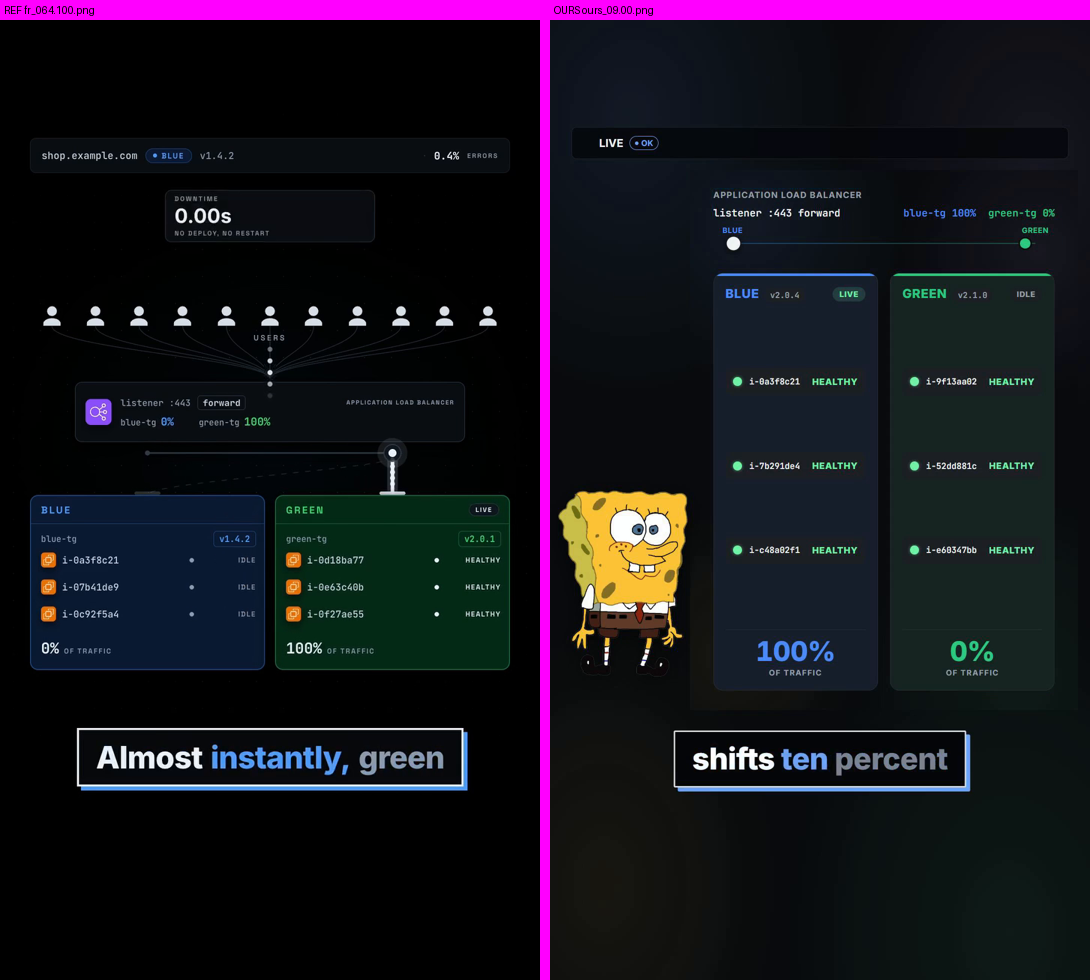 REF fr_064.100.png
shop.example.com BLUE v1.4.2 0.4% ERRORS
DOWNTIME
0.00s
NO DEPLOY, NO RESTART
USERS
listener :443 forward APPLICATION LOAD BALANCER
blue-tg 0% green-tg 100%
BLUE
blue-tg v1.4.2
i-0a3f8c21 IDLE
i-07b41de9 IDLE
i-0c92f5a4 IDLE
0% OF TRAFFIC
GREEN LIVE
green-tg v2.0.1
i-0d18ba77 HEALTHY
i-0e63c40b HEALTHY
i-0f27ae55 HEALTHY
100% OF TRAFFIC
Almost instantly, green
OURS ours_09.00.png
LIVE OK
APPLICATION LOAD BALANCER
listener :443 forward blue-tg 100% green-tg 0%
BLUE GREEN
BLUE v2.0.4 LIVE
i-0a3f8c21 HEALTHY
i-7b291de4 HEALTHY
i-c48a02f1 HEALTHY
100%
OF TRAFFIC
GREEN v2.1.0 IDLE
i-9f13aa02 HEALTHY
i-52dd881c HEALTHY
i-e60347bb HEALTHY
0%
OF TRAFFIC
shifts ten percent